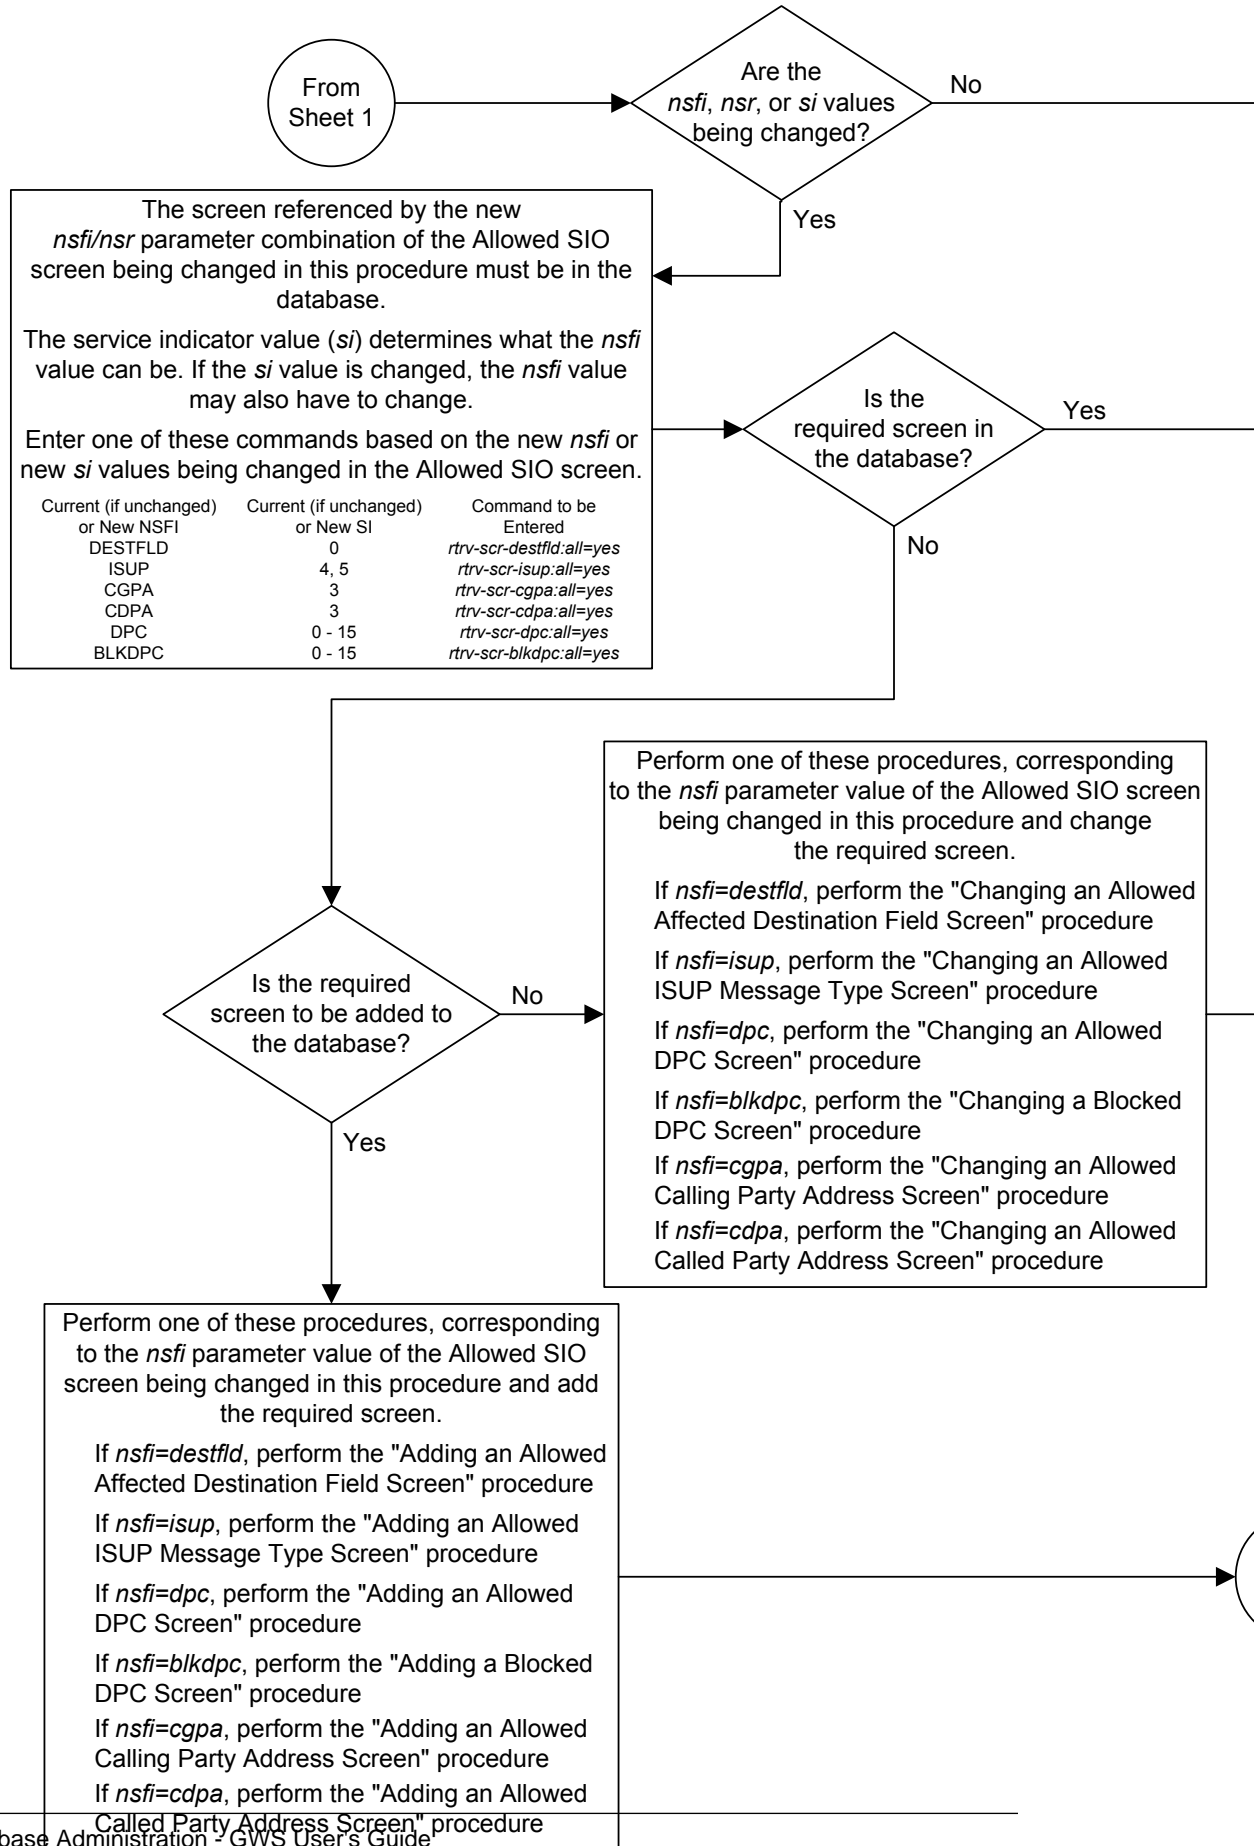 From
Sheet 1
Are the
nsfi, nsr, or si values
being changed?
No
Yes
The screen referenced by the new
nsfi/nsr parameter combination of the Allowed SIO
screen being changed in this procedure must be in the
database.
The service indicator value (si) determines what the nsfi
value can be. If the si value is changed, the nsfi value
may also have to change.
Enter one of these commands based on the new nsfi or
new si values being changed in the Allowed SIO screen.
Current (if unchanged) Current (if unchanged) Command to be
or New NSFI or New SI Entered
DESTFLD 0 rtrv-scr-destfld:all=yes
ISUP 4, 5 rtrv-scr-isup:all=yes
CGPA 3 rtrv-scr-cgpa:all=yes
CDPA 3 rtrv-scr-cdpa:all=yes
DPC 0 - 15 rtrv-scr-dpc:all=yes
BLKDPC 0 - 15 rtrv-scr-blkdpc:all=yes
Is the
required screen in
the database?
Yes
No
Is the required
screen to be added to
the database?
No
Yes
Perform one of these procedures, corresponding
to the nsfi parameter value of the Allowed SIO screen
being changed in this procedure and change
the required screen.
If nsfi=destfld, perform the "Changing an Allowed
Affected Destination Field Screen" procedure
If nsfi=isup, perform the "Changing an Allowed
ISUP Message Type Screen" procedure
If nsfi=dpc, perform the "Changing an Allowed
DPC Screen" procedure
If nsfi=blkdpc, perform the "Changing a Blocked
DPC Screen" procedure
If nsfi=cgpa, perform the "Changing an Allowed
Calling Party Address Screen" procedure
If nsfi=cdpa, perform the "Changing an Allowed
Called Party Address Screen" procedure
Perform one of these procedures, corresponding
to the nsfi parameter value of the Allowed SIO
screen being changed in this procedure and add
the required screen.
If nsfi=destfld, perform the "Adding an Allowed
Affected Destination Field Screen" procedure
If nsfi=isup, perform the "Adding an Allowed
ISUP Message Type Screen" procedure
If nsfi=dpc, perform the "Adding an Allowed
DPC Screen" procedure
If nsfi=blkdpc, perform the "Adding a Blocked
DPC Screen" procedure
If nsfi=cgpa, perform the "Adding an Allowed
Calling Party Address Screen" procedure
If nsfi=cdpa, perform the "Adding an Allowed
Called Party Address Screen" procedure
base Administration - GWS User's Guide